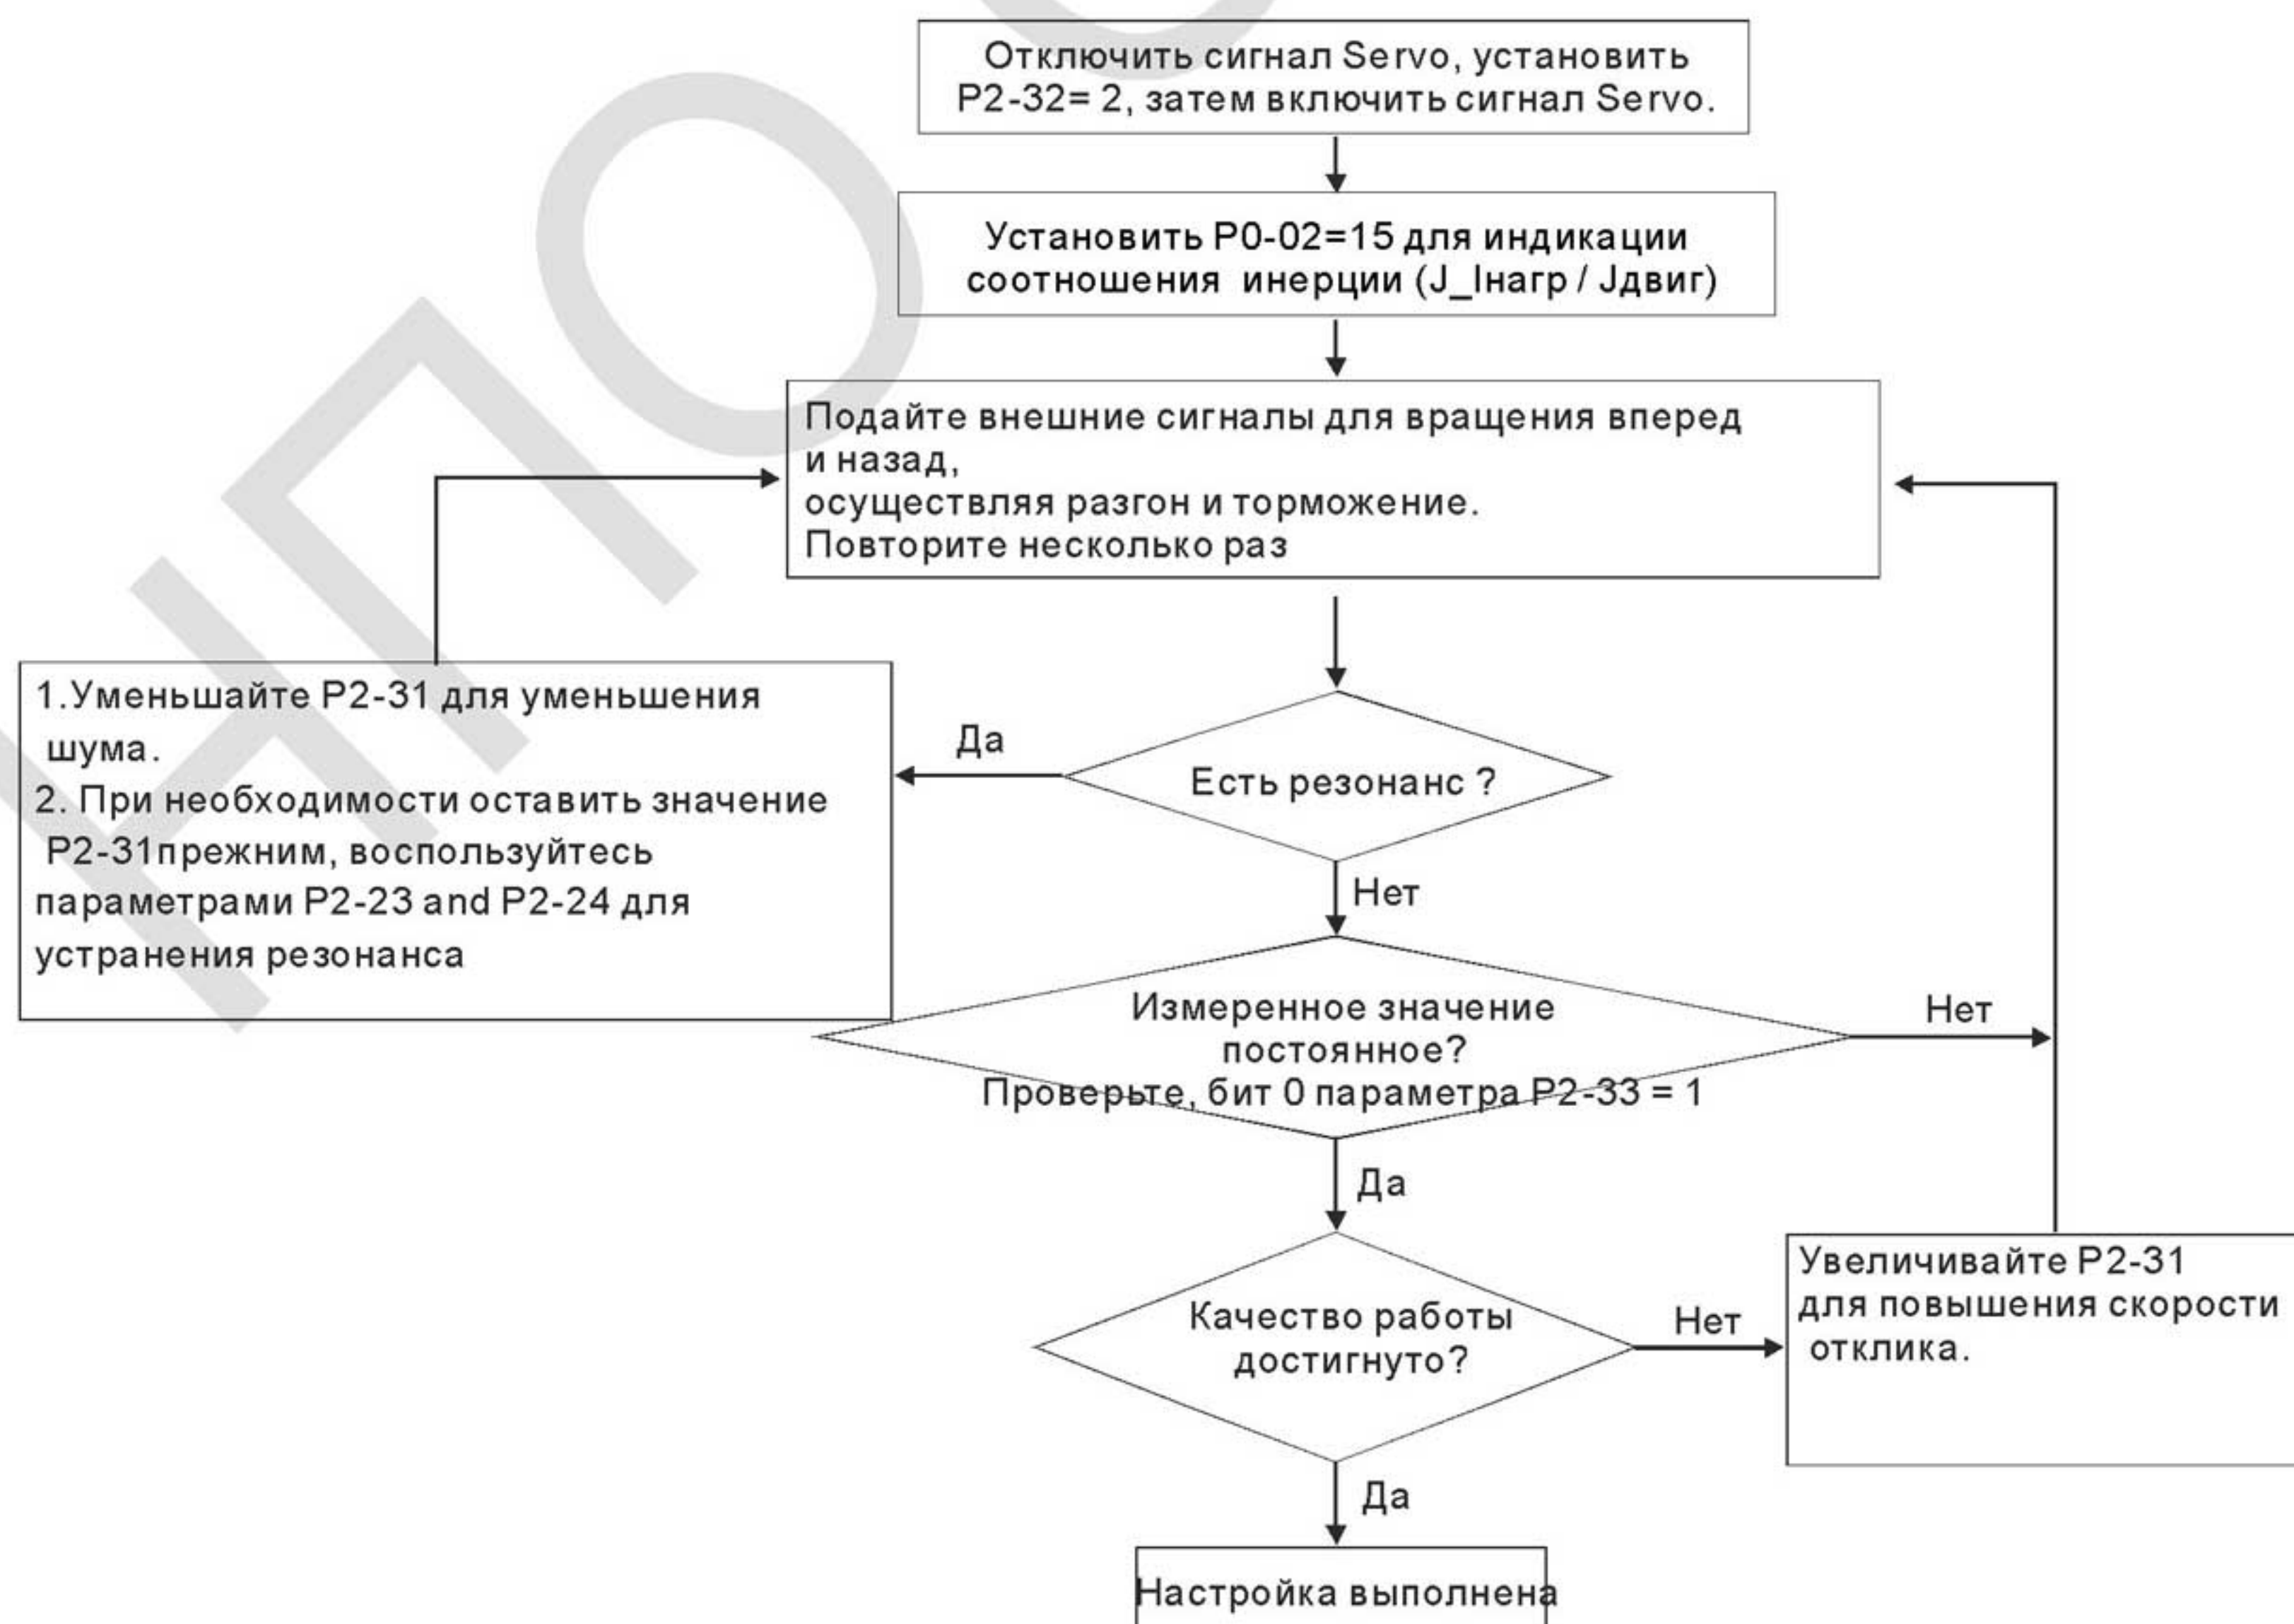 Отключить сигнал Servo, установить
P2-32= 2, затем включить сигнал Servo.
Установить P0-02=15 для индикации
соотношения инерции (J_Iнагр / Jдвиг)
Подайте внешние сигналы для вращения вперед
и назад,
осуществляя разгон и торможение.
Повторите несколько раз
1.Уменьшайте P2-31 для уменьшения
шума.
2. При необходимости оставить значение
P2-31прежним, воспользуйтесь
параметрами P2-23 and P2-24 для
устранения резонанса
Да
Есть резонанс ?
Нет
Измеренное значение
постоянное?
Проверьте, бит 0 параметра P2-33 = 1
Нет
Да
Качество работы
достигнуто?
Нет
Увеличивайте P2-31
для повышения скорости
отклика.
Да
Настройка выполнена
НПО